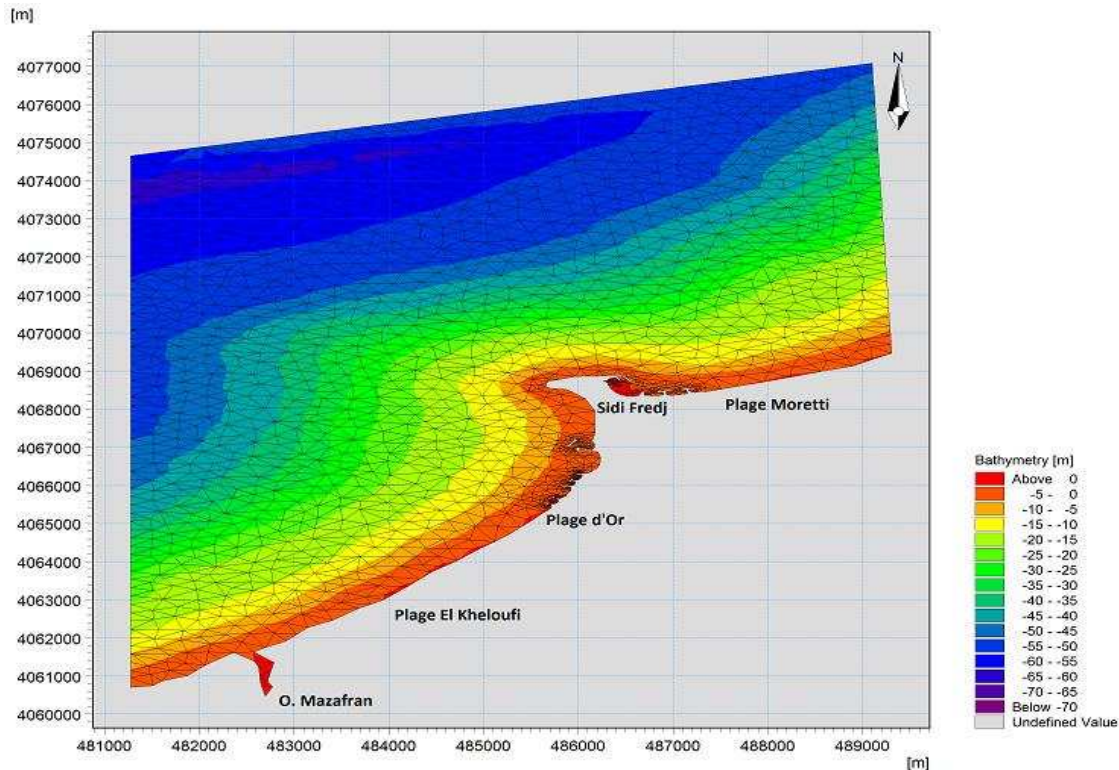 [m]
4077000
4076000
4075000
4074000
4073000
4072000
4071000
4070000
4069000
4068000
4067000
4066000
4065000
4064000
4063000
4062000
4061000
4060000
N
Sidi Fredj
Plage Moretti
Plage d'Or
Plage El Kheloufi
O. Mazafran
481000 482000 483000 484000 485000 486000 487000 488000 489000
[m]
Bathymetry [m]
Above 0
-5 - 0
-10 - -5
-15 - -10
-20 - -15
-25 - -20
-30 - -25
-35 - -30
-40 - -35
-45 - -40
-50 - -45
-55 - -50
-60 - -55
-65 - -60
-70 - -65
Below -70
Undefined Value